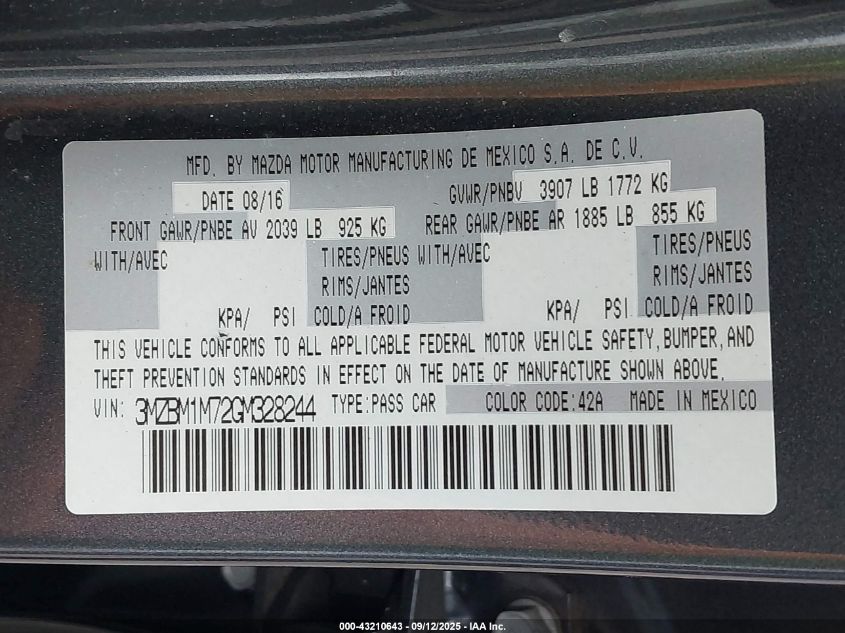 MFD. BY MAZDA MOTOR MANUFACTURING DE MEXICO S.A. DE C.V.
DATE 08/16 GVWR/PNBV 3907 LB 1772 KG
FRONT GAWR/PNBE AV 2039 LB 925 KG REAR GAWR/PNBE AR 1885 LB 855 KG
WITH/AVEC TIRES/PNEUS WITH/AVEC TIRES/PNEUS
RIMS/JANTES RIMS/JANTES
KPA/ PSI COLD/A FROID KPA/ PSI COLD/A FROID
THIS VEHICLE CONFORMS TO ALL APPLICABLE FEDERAL MOTOR VEHICLE SAFETY,BUMPER,AND
THEFT PREVENTION STANDARDS IN EFFECT ON THE DATE OF MANUFACTURE SHOWN ABOVE.
VIN: 3MZBM1M72GM328244 TYPE:PASS CAR COLOR CODE:42A MADE IN MEXICO
000-43210643 - 09/12/2025 - IAA Inc.